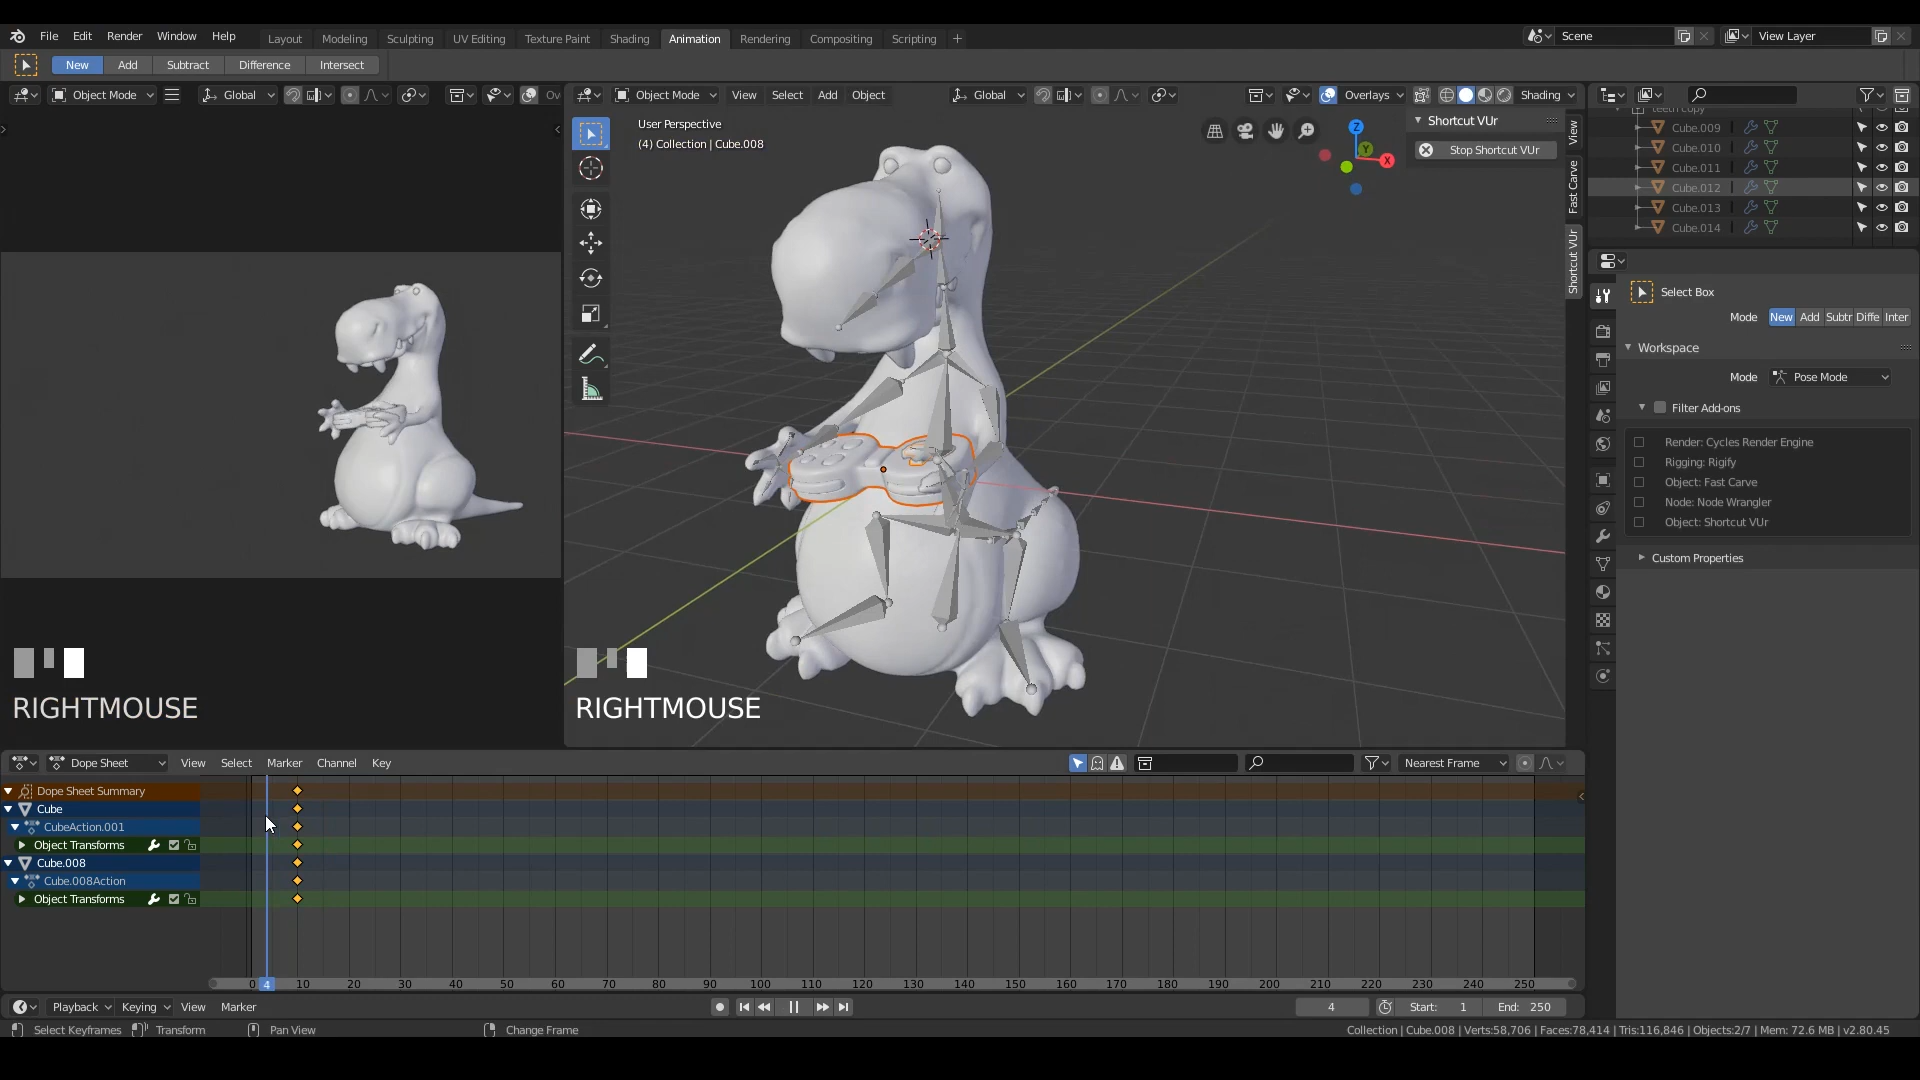 File Edit Render Window Help Layout Modeling Sculpting UV Editing Texture Paint Shading Animation Rendering Compositing Scripting + Scene View Layer
New Add Subtract Difference Intersect
Object Mode Global Ov
Object Mode View Select Add Object Global Overlays Shading
User Perspective
(4) Collection | Cube.008
Z
Y
X
Shortcut VUr
Stop Shortcut VUr
View
Fast Carve
Shortcut VUr
Cube.009
Cube.010
Cube.011
Cube.012
Cube.013
Cube.014
Select Box
Mode New Add Subtr Diffe Inter
Workspace
Mode Pose Mode
Filter Add-ons
Render: Cycles Render Engine
Rigging: Rigify
Object: Fast Carve
Node: Node Wrangler
Object: Shortcut VUr
Custom Properties
RIGHTMOUSE
RIGHTMOUSE
Dope Sheet View Select Marker Channel Key Nearest Frame
Dope Sheet Summary
Cube
CubeAction.001
Object Transforms
Cube.008
Cube.008Action
Object Transforms
0 4 10 20 30 40 50 60 70 80 90 100 110 120 130 140 150 160 170 180 190 200 210 220 230 240 250
Playback Keying View Marker 4 Start: 1 End: 250
Select Keyframes Transform Pan View Change Frame Collection | Cube.008 | Verts:58,706 | Faces:78,414 | Tris:116,846 | Objects:2/7 | Mem: 72.6 MB | v2.80.45